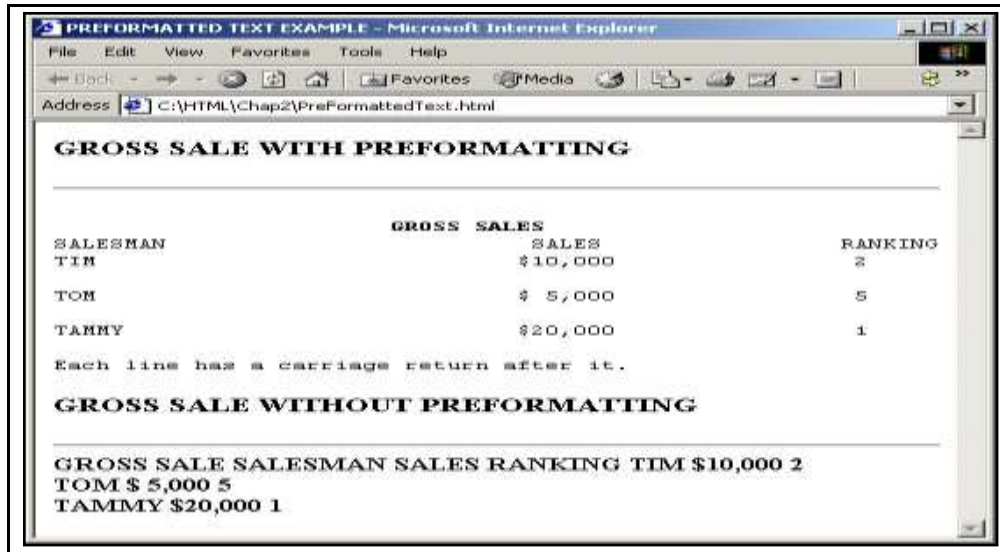 PREFORMATTED TEXT EXAMPLE - Microsoft Internet Explorer
File Edit View Favorites Tools Help
Back Favorites Media
Address C:\HTML\Chap2\PreFormattedText.html
GROSS SALE WITH PREFORMATTING
GROSS SALES
SALESMAN SALES RANKING
TIM $10,000 2
TOM $ 5,000 5
TAMMY $20,000 1
Each line has a carriage return after it.
GROSS SALE WITHOUT PREFORMATTING
GROSS SALE SALESMAN SALES RANKING TIM $10,000 2
TOM $ 5,000 5
TAMMY $20,000 1